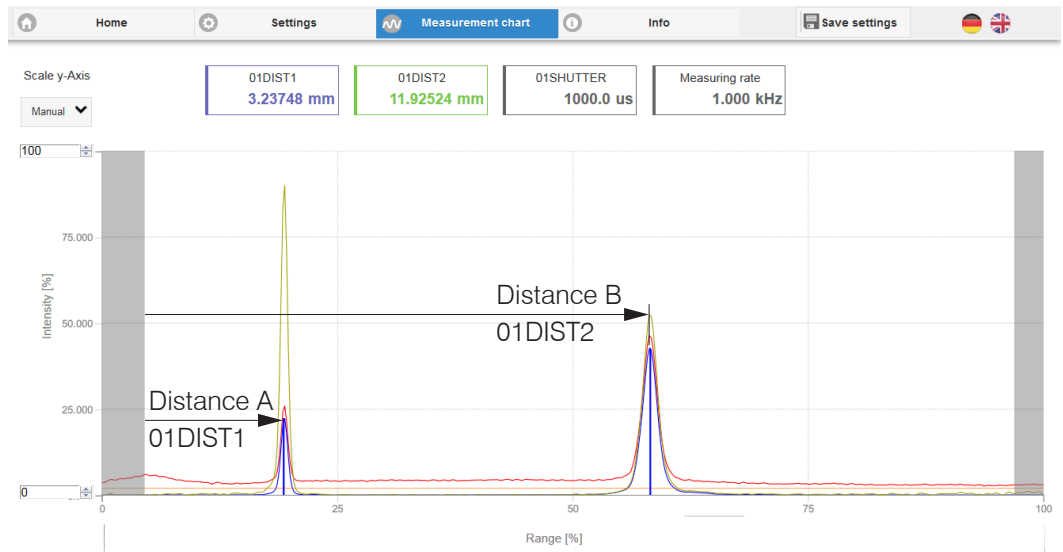 Home
Settings
Measurement chart
Info
Save settings
Scale y-Axis
Manual
01DIST1
3.23748 mm
01DIST2
11.92524 mm
01SHUTTER
1000.0 us
Measuring rate
1.000 kHz
100
75.000
Intensity [%]
50.000
25.000
0
Distance B
01DIST2
Distance A
01DIST1
0
25
50
75
100
Range [%]